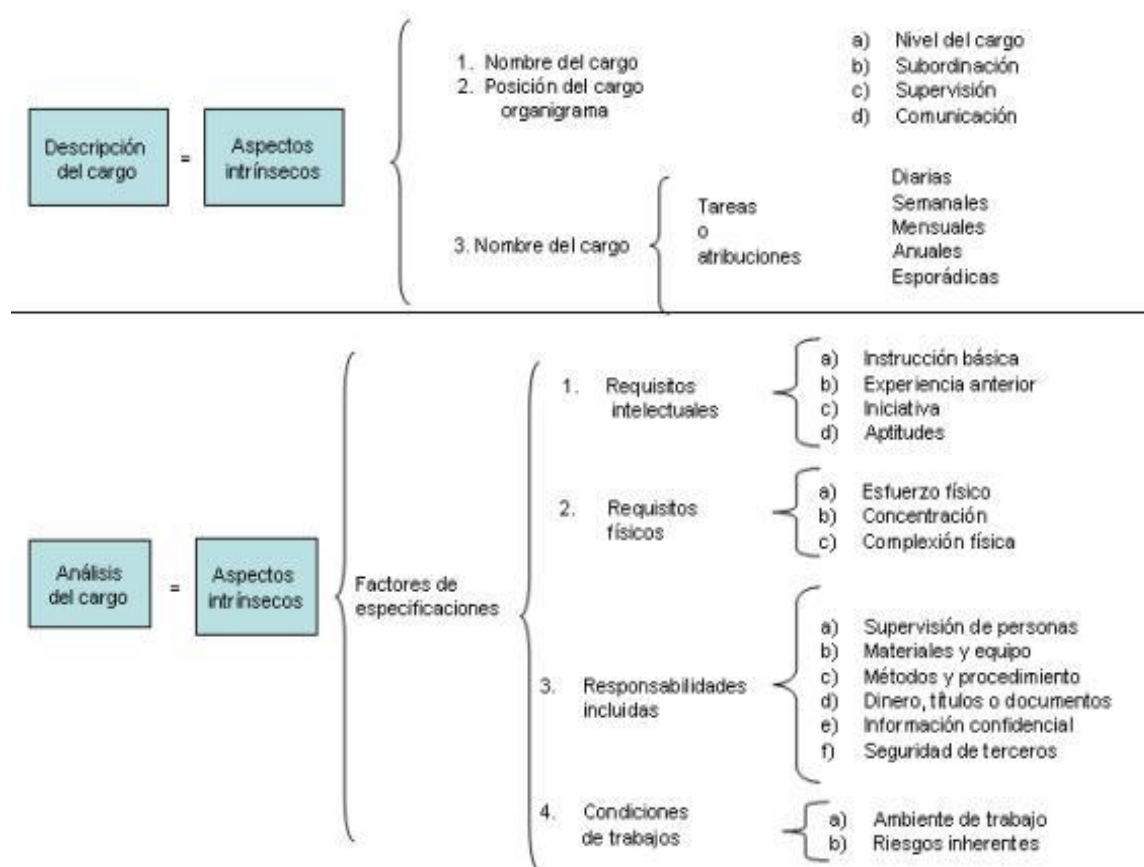 Descripción
del cargo
=
Aspectos
intrínsecos
1. Nombre del cargo
2. Posición del cargo
organigrama
a) Nivel del cargo
b) Subordinación
c) Supervisión
d) Comunicación
3. Nombre del cargo
Tareas
o
atribuciones
Diarias
Semanales
Mensuales
Anuales
Esporádicas
Análisis
del cargo
=
Aspectos
intrínsecos
Factores de
especificaciones
1. Requisitos
intelectuales
a) Instrucción básica
b) Experiencia anterior
c) Iniciativa
d) Aptitudes
2. Requisitos
físicos
a) Esfuerzo físico
b) Concentración
c) Complexión física
3. Responsabilidades
incluidas
a) Supervisión de personas
b) Materiales y equipo
c) Métodos y procedimiento
d) Dinero, títulos o documentos
e) Información confidencial
f) Seguridad de terceros
4. Condiciones
de trabajos
a) Ambiente de trabajo
b) Riesgos inherentes